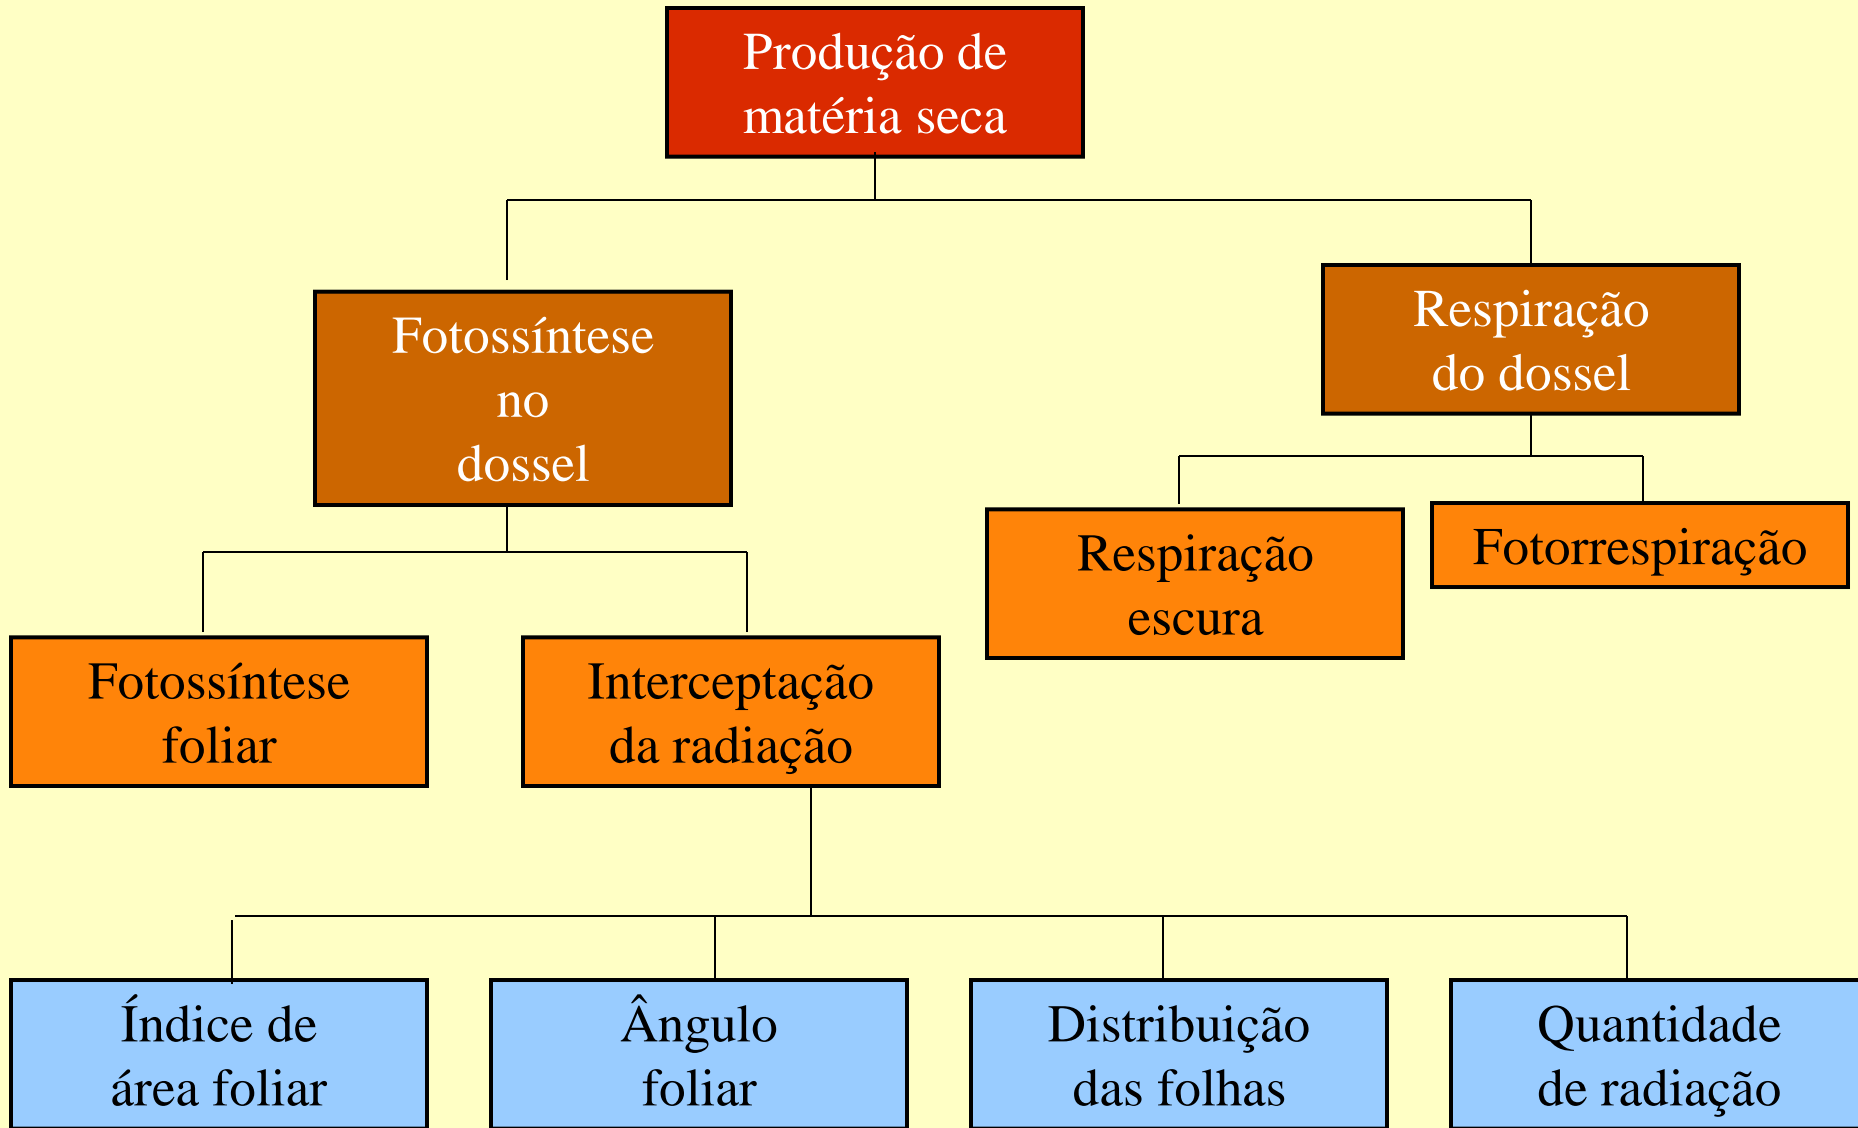 Produção de
matéria seca
Fotossíntese
no
dossel
Respiração
do dossel
Respiração
escura
Fotorrespiração
Fotossíntese
foliar
Interceptação
da radiação
Índice de
área foliar
Ângulo
foliar
Distribuição
das folhas
Quantidade
de radiação